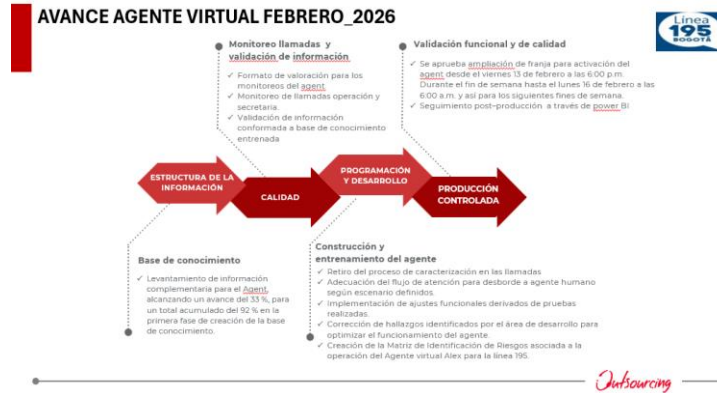 AVANCE AGENTE VIRTUAL FEBRERO_2026
Línea
195
BOGOTÁ
Monitoreo llamadas y
validación de información
✓ Formato de valoración para los
monitoreos del agent
✓ Monitoreo de llamadas operación y
secretaria.
✓ Validación de información
conformada a base de conocimiento
entrenada
Validación funcional y de calidad
✓ Se aprueba ampliación de franja para activación del
agent desde el viernes 13 de febrero a las 6:00 p.m.
Durante el fin de semana hasta el lunes 16 de febrero a las
6:00 a.m. y así para los siguientes fines de semana.
✓ Seguimiento post-producción a través de power BI
ESTRUCTURA DE LA
INFORMACIÓN
CALIDAD
PROGRAMACIÓN
Y DESARROLLO
PRODUCCIÓN
CONTROLADA
Base de conocimiento
✓ Levantamiento de información
complementaria para el Agent,
alcanzando un avance del 33 %, para
un total acumulado del 92 % en la
primera fase de creación de la base
de conocimiento.
Construcción y
entrenamiento del agente
✓ Retiro del proceso de caracterización en las llamadas
✓ Adecuación del flujo de atención para desborde a agente humano
según escenario definidos.
✓ Implementación de ajustes funcionales derivados de pruebas
realizadas.
✓ Corrección de hallazgos identificados por el área de desarrollo para
optimizar el funcionamiento del agente.
✓ Creación de la Matriz de Identificación de Riesgos asociada a la
operación del Agente virtual Alex para la línea 195.
Outsourcing